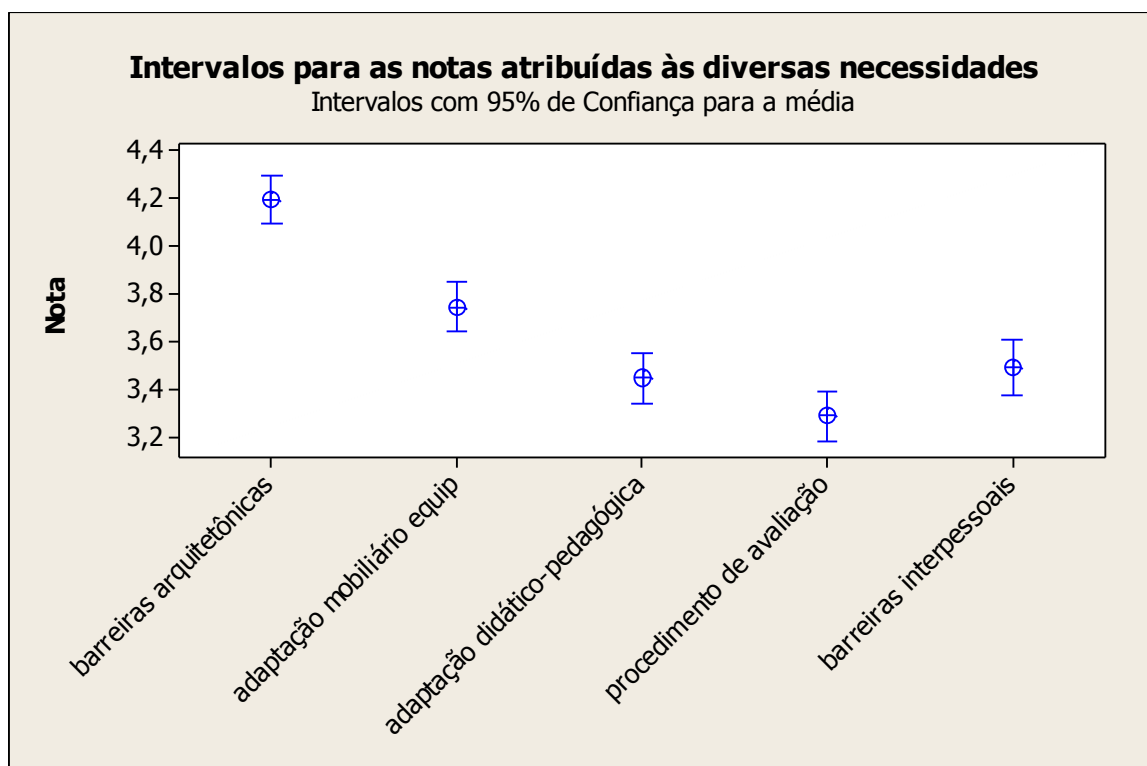 Intervalos para as notas atribuídas às diversas necessidades
Intervalos com 95% de Confiança para a média
4,4
4,2
4,0
3,8
3,6
3,4
3,2
Nota
barreiras arquitetônicas
adaptação mobiliário equip
adaptação didático-pedagógica
procedimento de avaliação
barreiras interpessoais